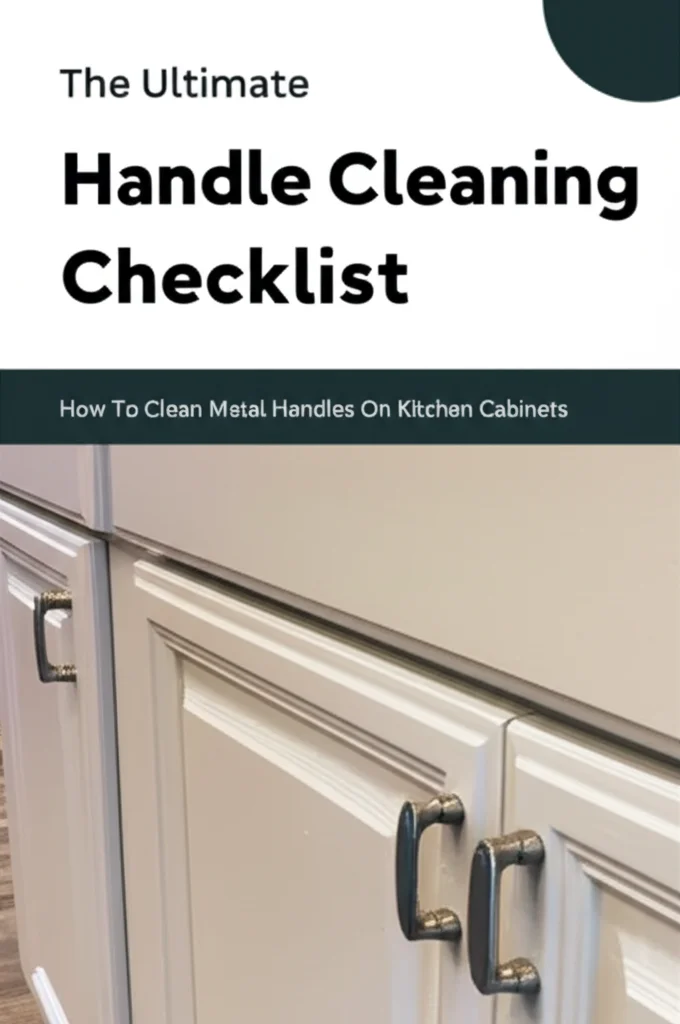 The Ultimate
Handle Cleaning
Checklist
How To Clean Metal Handles On Kitchen Cabinets